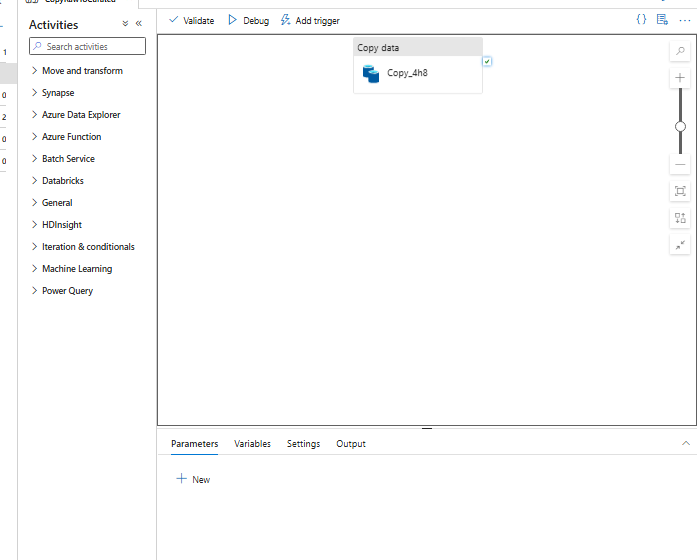 Activities
Search activities
Move and transform
Synapse
Azure Data Explorer
Azure Function
Batch Service
Databricks
General
HDInsight
Iteration & conditionals
Machine Learning
Power Query
1
0
2
0
0
Validate
Debug
Add trigger
{}
Copy data
Copy_4h8
Parameters
Variables
Settings
Output
New